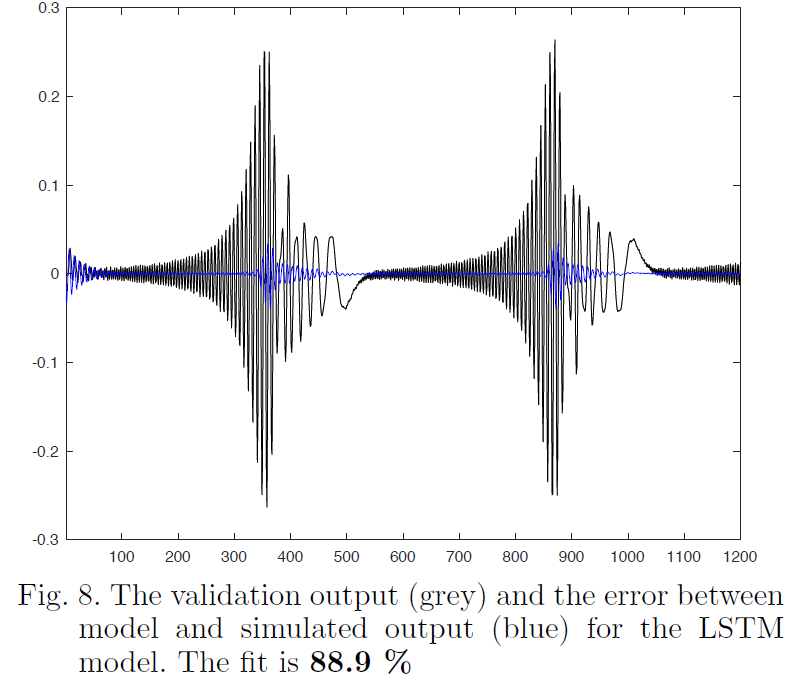 0.3
0.2
0.1
0
-0.1
-0.2
-0.3
100 200 300 400 500 600 700 800 900 1000 1100 1200
Fig. 8. The validation output (grey) and the error between
model and simulated output (blue) for the LSTM
model. The fit is 88.9 %